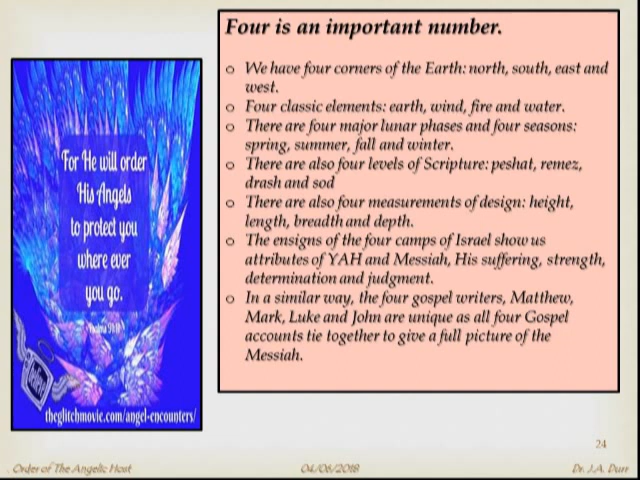 Four is an important number.
o We have four corners of the Earth: north, south, east and
west.
o Four classic elements: earth, wind, fire and water.
o There are four major lunar phases and four seasons:
spring, summer, fall and winter.
o There are also four levels of Scripture: peshat, remez,
drash and sod
o There are also four measurements of design: height,
length, breadth and depth.
o The ensigns of the four camps of Israel show us
attributes of YAH and Messiah, His suffering, strength,
determination and judgment.
o In a similar way, the four gospel writers, Matthew,
Mark, Luke and John are unique as all four Gospel
accounts tie together to give a full picture of the
Messiah.
For He will order
His Angels
to protect you
where ever
you go.
Psalms 91:11
theglitchmovie.com/angel-encounters/
24
Order of The Angelic Host
04/06/2018
Dr. J.A. Durr